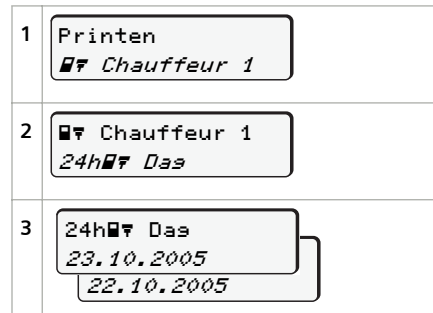 1
Printen
Chauffeur 1
2
Chauffeur 1
24h Dag
3
24h Dag
23.10.2005
22.10.2005